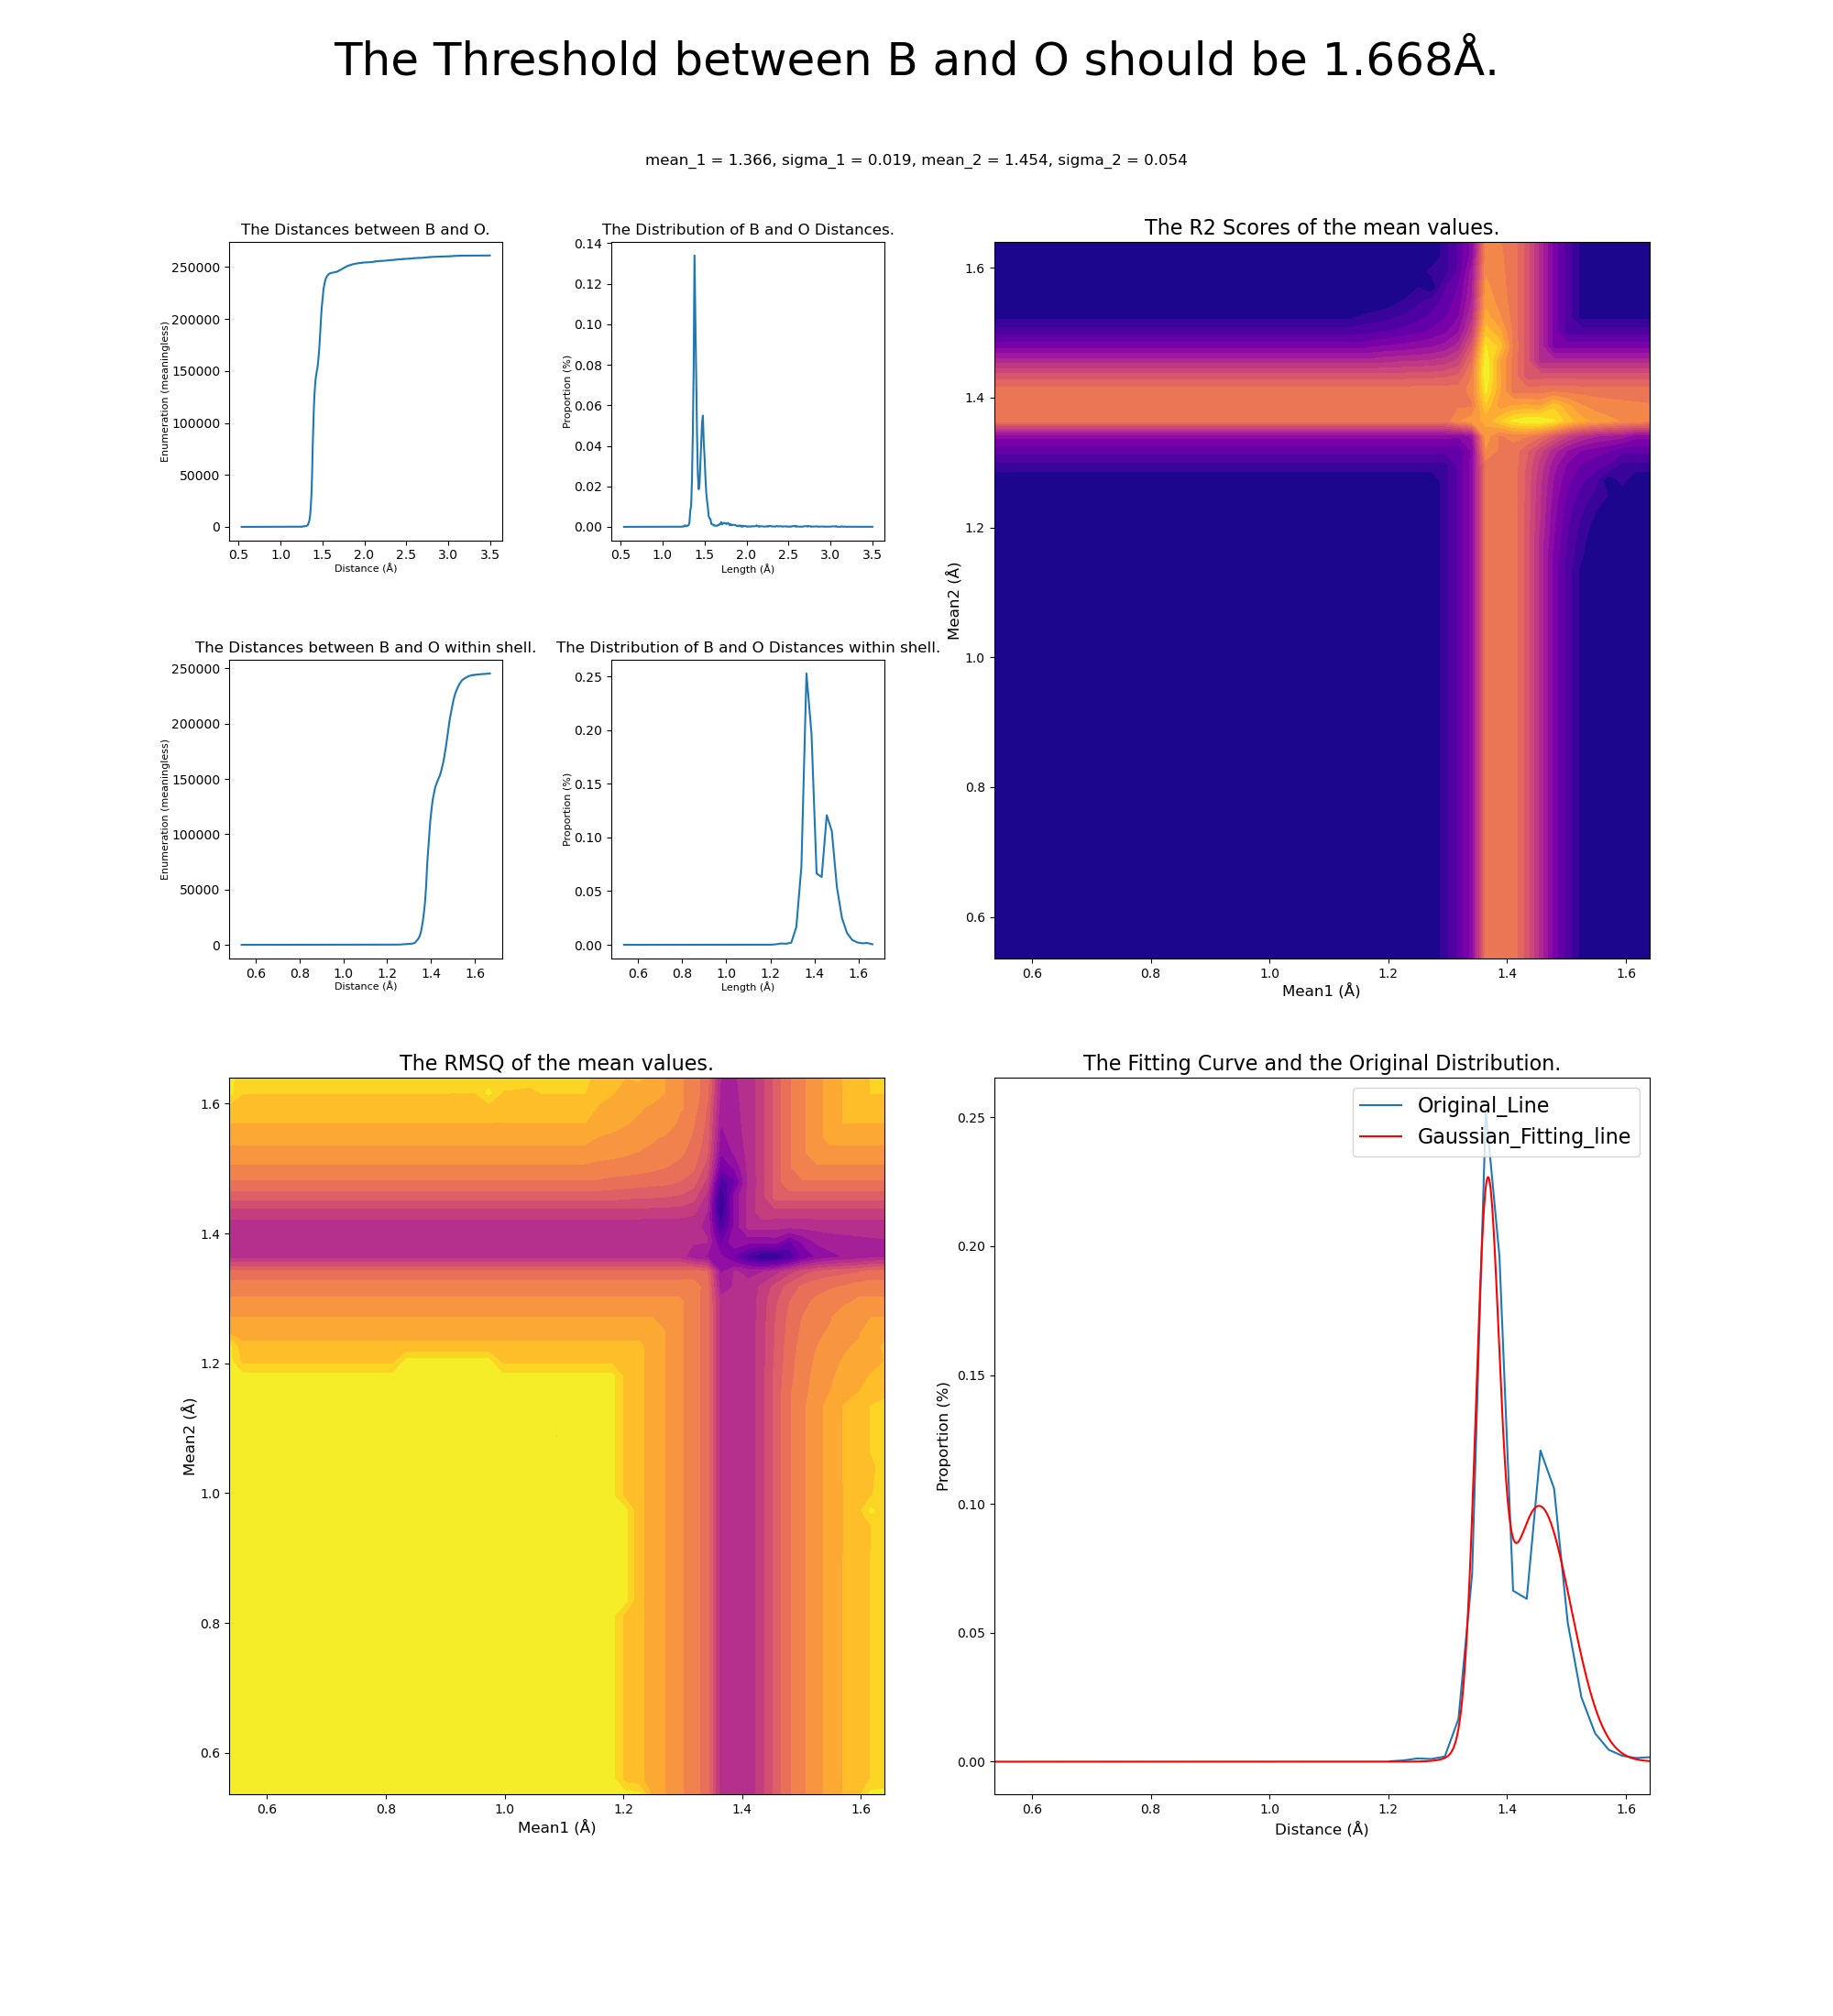 The Threshold between B and O should be 1.668Å.
mean_1 = 1.366, sigma_1 = 0.019, mean_2 = 1.454, sigma_2 = 0.054
The Distances between B and O.
250000
200000
150000
100000
50000
0
Enumeration (meaningless)
0.5 1.0 1.5 2.0 2.5 3.0 3.5
Distance (Å)
The Distribution of B and O Distances.
0.14
0.12
0.10
0.08
0.06
0.04
0.02
0.00
Proportion (%)
0.5 1.0 1.5 2.0 2.5 3.0 3.5
Length (Å)
The R2 Scores of the mean values.
1.6
1.4
1.2
1.0
0.8
0.6
Mean2 (Å)
0.6 0.8 1.0 1.2 1.4 1.6
Mean1 (Å)
The Distances between B and O within shell.
250000
200000
150000
100000
50000
0
Enumeration (meaningless)
0.6 0.8 1.0 1.2 1.4 1.6
Distance (Å)
The Distribution of B and O Distances within shell.
0.25
0.20
0.15
0.10
0.05
0.00
Proportion (%)
0.6 0.8 1.0 1.2 1.4 1.6
Length (Å)
The RMSQ of the mean values.
1.6
1.4
1.2
1.0
0.8
0.6
Mean2 (Å)
0.6 0.8 1.0 1.2 1.4 1.6
Mean1 (Å)
The Fitting Curve and the Original Distribution.
Original_Line
Gaussian_Fitting_line
0.25
0.20
0.15
0.10
0.05
0.00
Proportion (%)
0.6 0.8 1.0 1.2 1.4 1.6
Distance (Å)